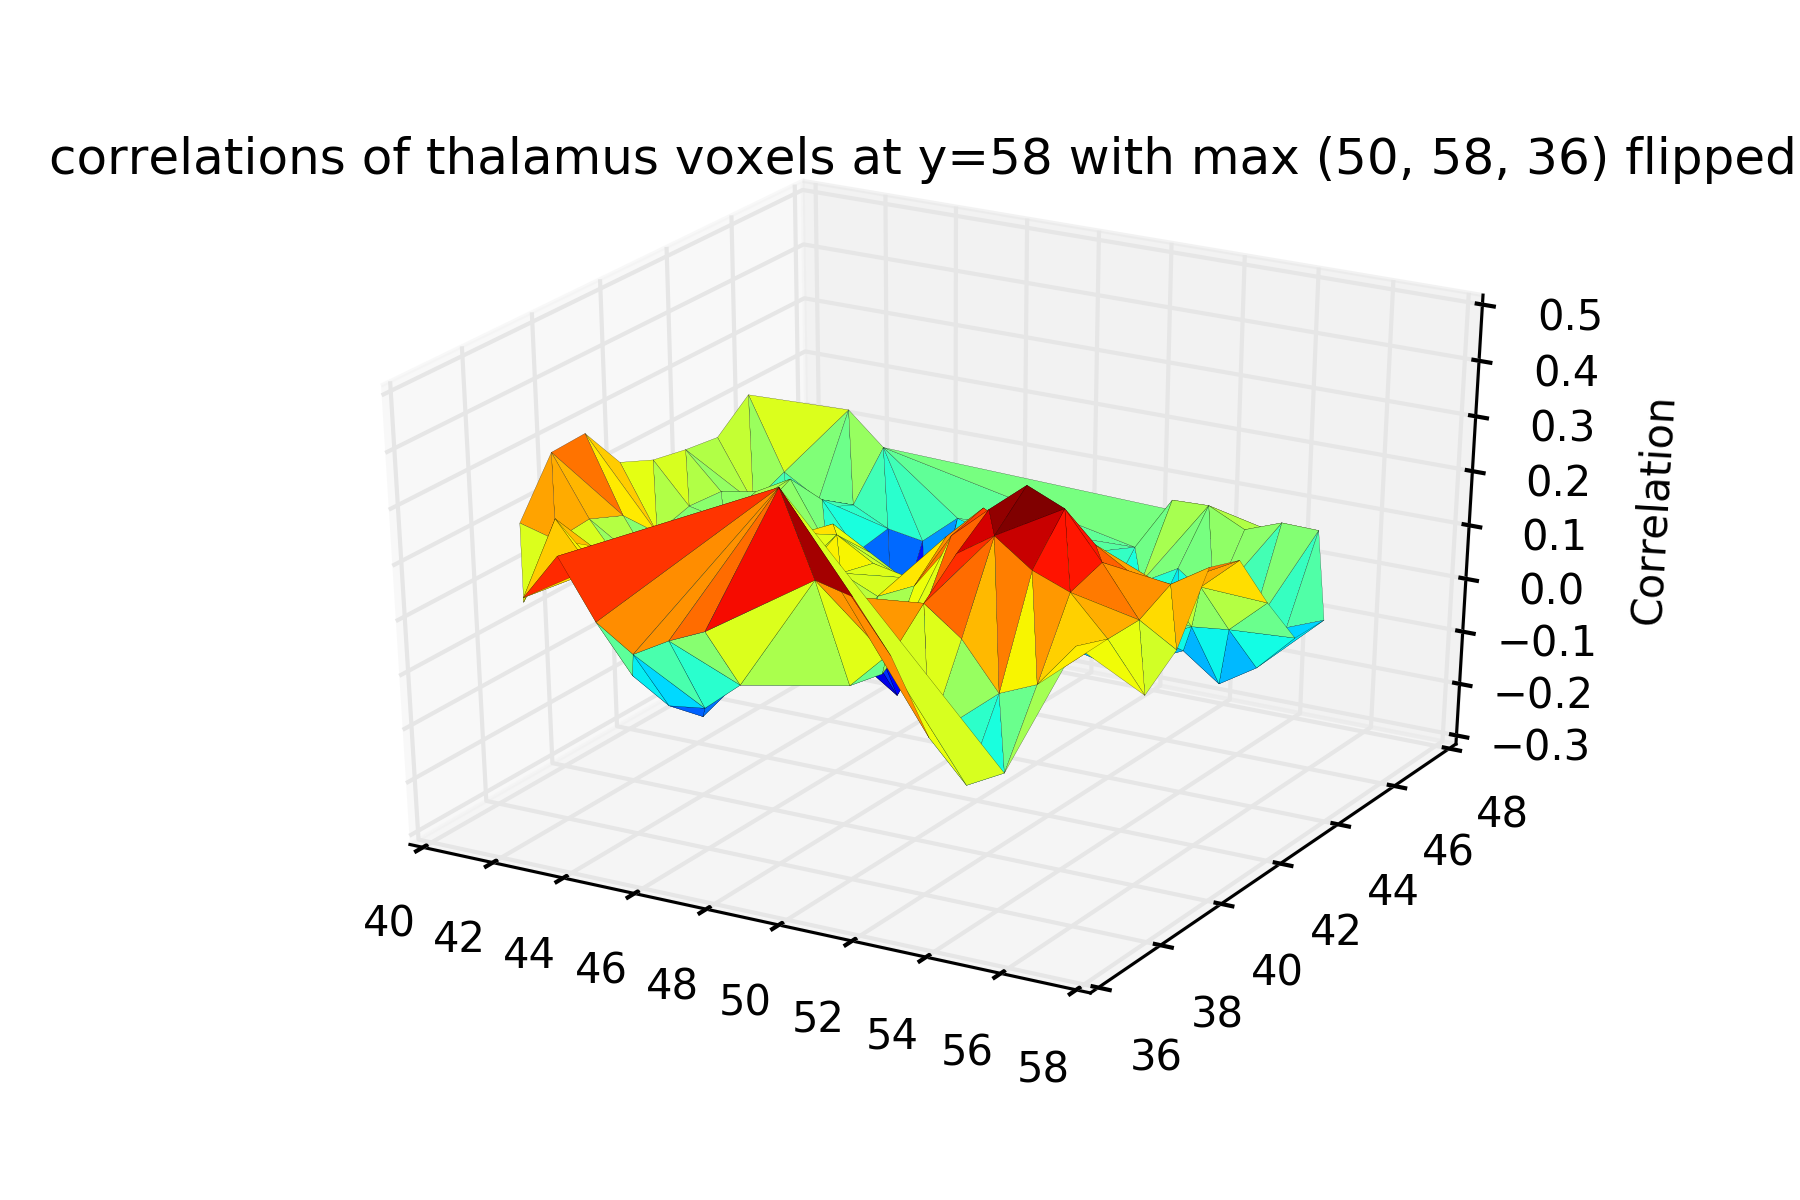 correlations of thalamus voxels at y=58 with max (50, 58, 36) flipped
0.5
0.4
0.3
0.2
0.1
0.0
−0.1
−0.2
−0.3
Correlation
40 42 44 46 48 50 52 54 56 58
36 38 40 42 44 46 48